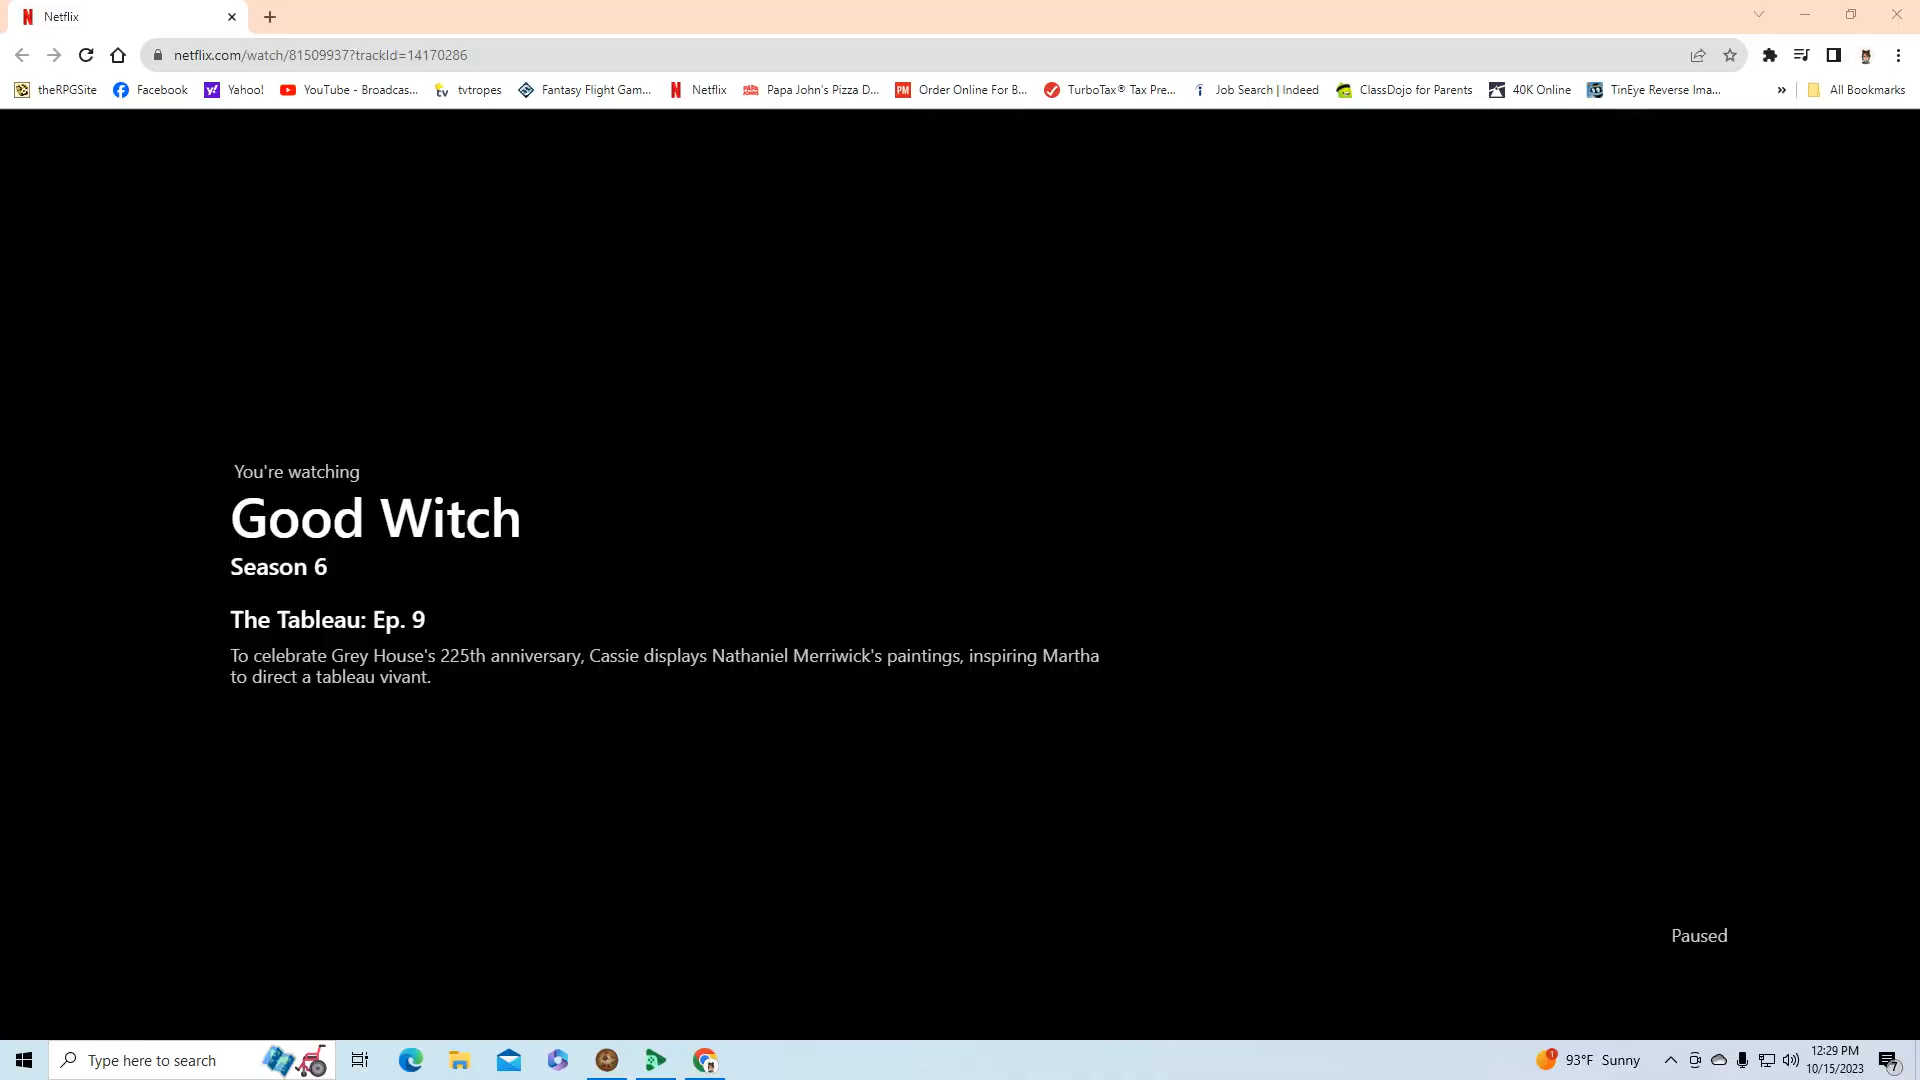 Netflix
netflix.com/watch/81509937?trackId=14170286
theRPGSite Facebook Yahoo! YouTube - Broadcas... tvtropes Fantasy Flight Gam... Netflix Papa John's Pizza D... Order Online For B... TurboTax® Tax Pre... Job Search | Indeed ClassDojo for Parents 40K Online TinEye Reverse Ima... » All Bookmarks
You're watching
Good Witch
Season 6
The Tableau: Ep. 9
To celebrate Grey House's 225th anniversary, Cassie displays Nathaniel Merriwick's paintings, inspiring Martha
to direct a tableau vivant.
Paused
Type here to search
93°F Sunny
12:29 PM
10/15/2023
7